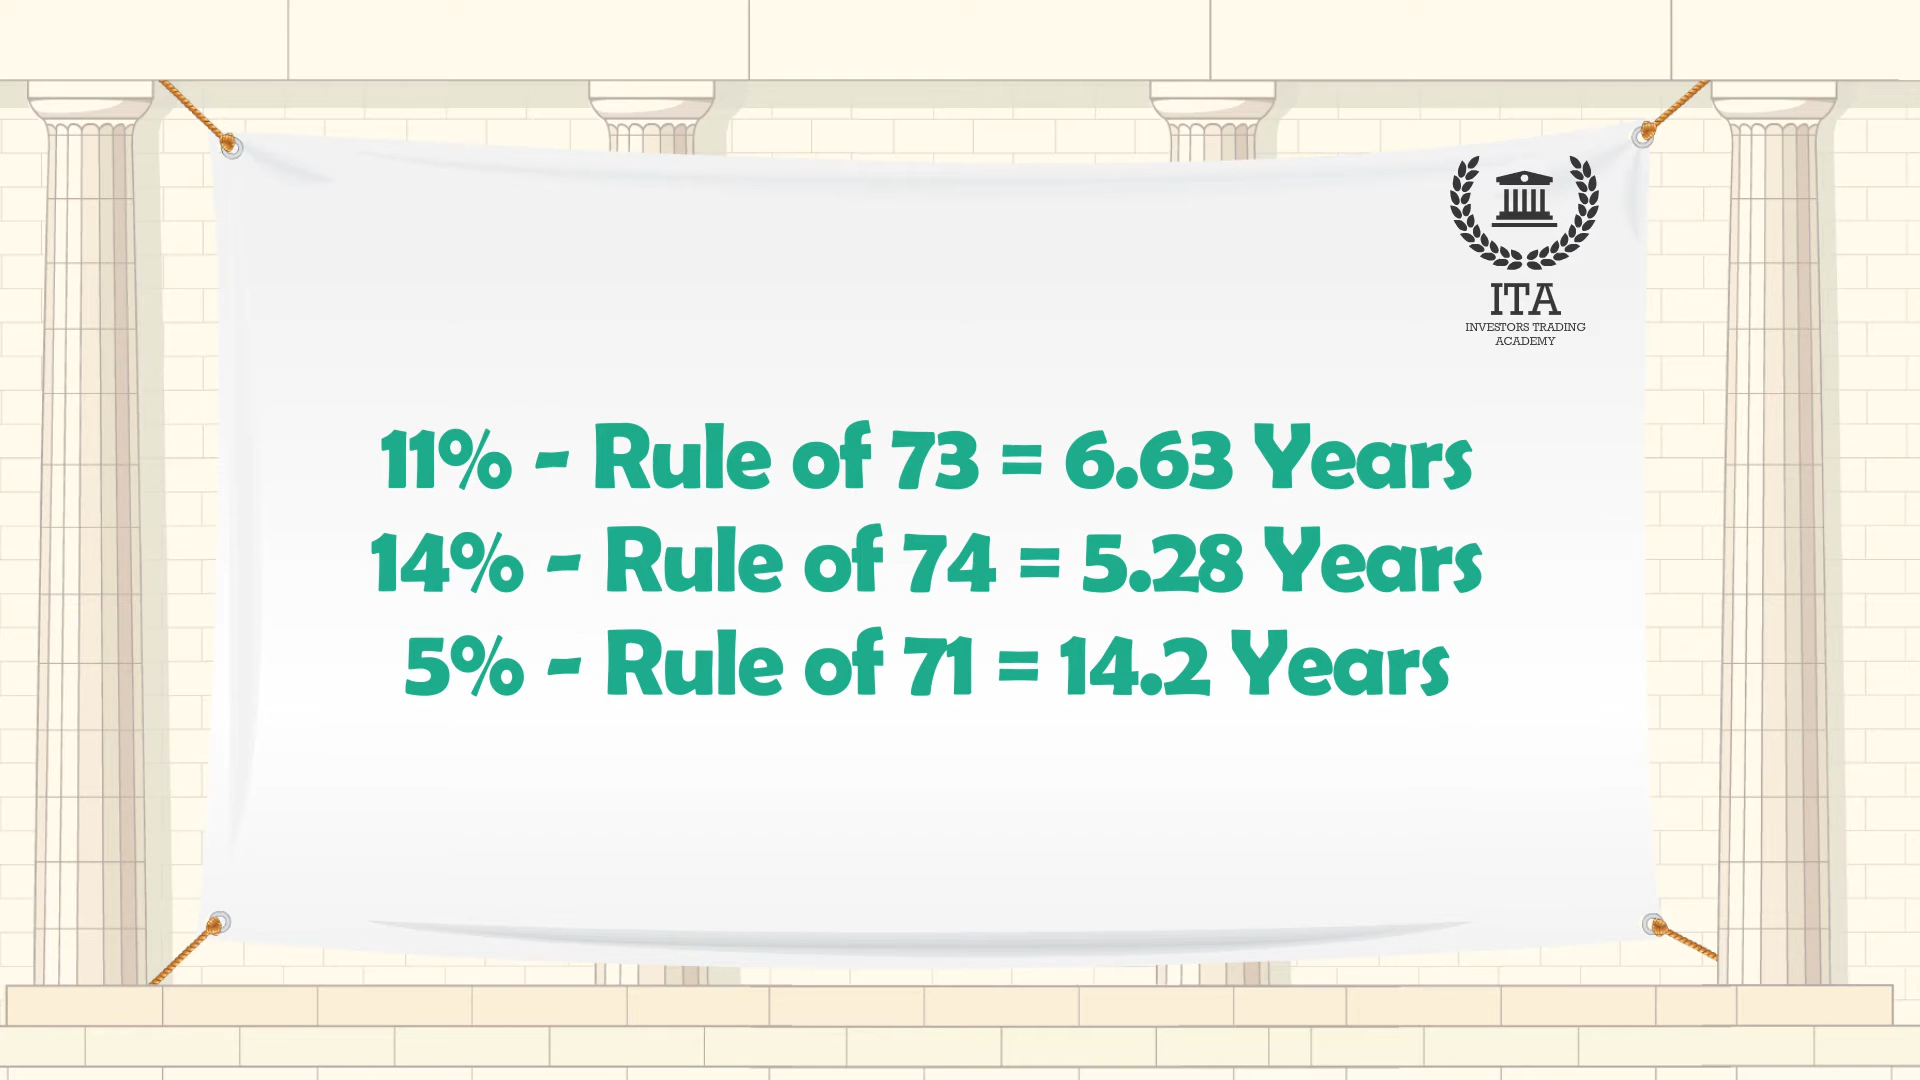 ITA
INVESTORS TRADING
ACADEMY
11% - Rule of 73 = 6.63 Years
14% - Rule of 74 = 5.28 Years
5% - Rule of 71 = 14.2 Years